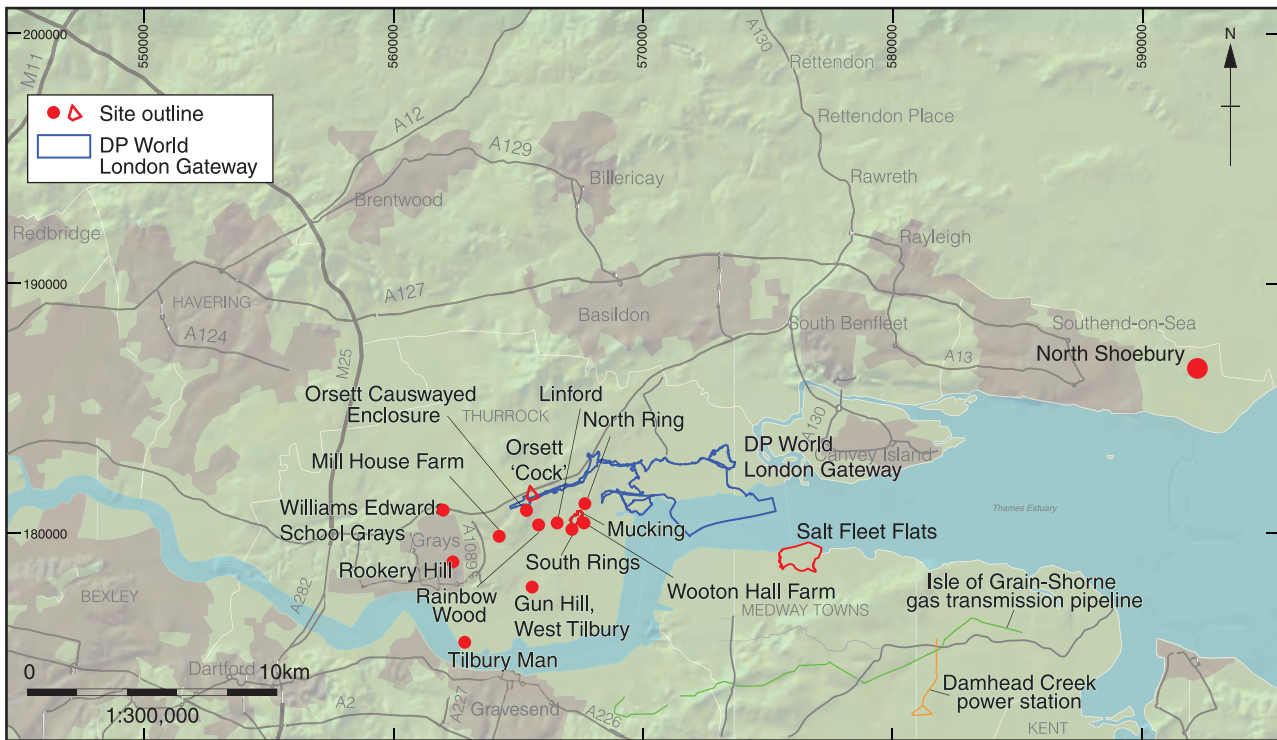 550000
560000
570000
580000
590000
200000
190000
180000
N
M11
A12
A130
Rettendon
Rettendon Place
Site outline
DP World
London Gateway
A129
Billericay
Brentwood
Rawreth
Redbridge
Rayleigh
HAVERING
A127
A124
Basildon
South Benfleet
Southend-on-Sea
M25
A13
North Shoebury
Orsett Causwayed
Enclosure
Linford
THURROCK
North Ring
A130
Orsett
‘Cock’
DP World
London Gateway
Canvey Island
Mill House Farm
Williams Edwards
School Grays
Mucking
Thames Estuary
Grays
A1089
Salt Fleet Flats
South Rings
Rookery Hill
A282
Rainbow
Wood
Wooton Hall Farm
Isle of Grain-Shorne
gas transmission pipeline
BEXLEY
Gun Hill,
West Tilbury
MEDWAY TOWNS
Tilbury Man
0
10km
Dartford
1:300,000
A2
A227
Gravesend
A226
Damhead Creek
power station
KENT